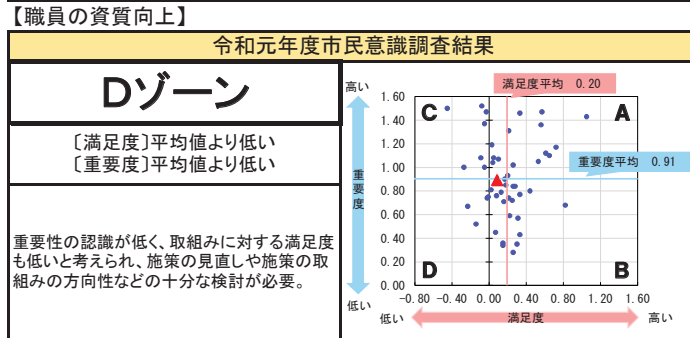 【職員の資質向上】
令和元年度市民意識調査結果
Dゾーン
〔満足度〕平均値より低い
〔重要度〕平均値より低い
重要性の認識が低く、取組みに対する満足度
も低いと考えられ、施策の見直しや施策の取
組みの方向性などの十分な検討が必要。
高い
満足度平均 0.20
1.60
C
A
1.40
1.20
重要度平均 0.91
1.00
重要度
0.80
0.60
0.40
D
B
0.20
0.00
低い
-0.80 -0.40 0.00 0.40 0.80 1.20 1.60
低い
満足度
高い